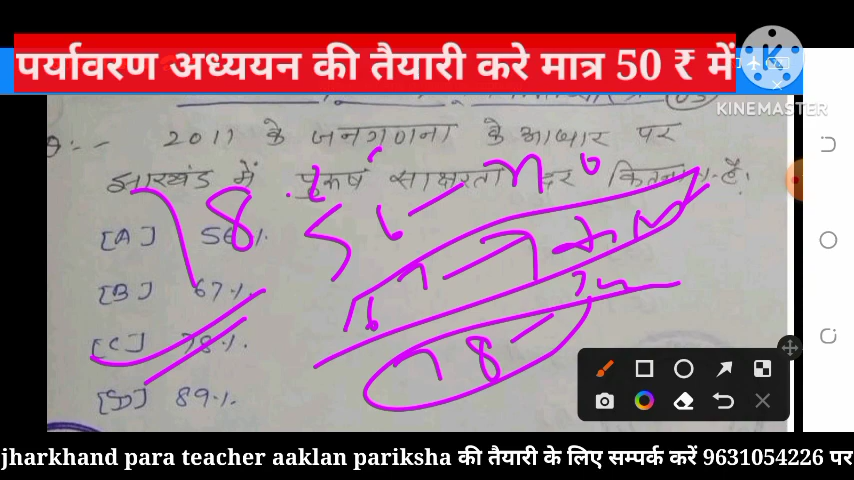 पर्यावरण अध्ययन की तैयारी करे मात्र 50 ₹ में
KINEMASTER
2011 के जनगणना के आधार पर
झारखंड में पुरुष साक्षरता दर कितना है।
[A] 56%
[B] 67%
[C] 78%
[D] 89%
jharkhand para teacher aaklan pariksha की तैयारी के लिए सम्पर्क करें 9631054226 पर